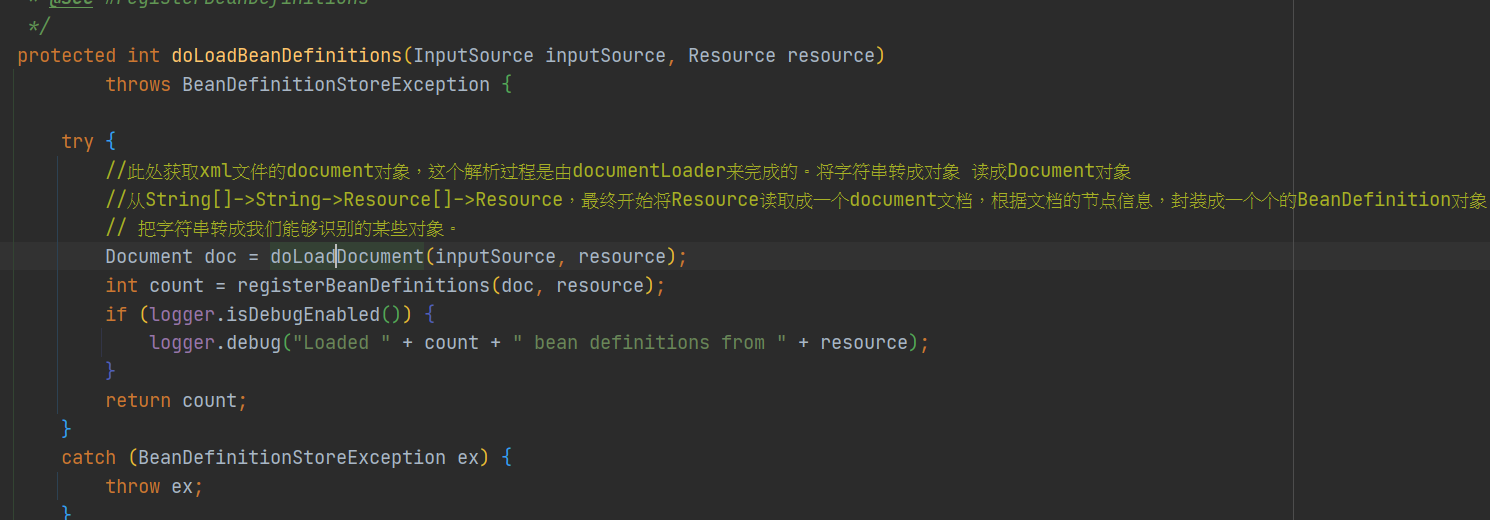 * @see #registerBeanDefinitions
*/
protected int doLoadBeanDefinitions(InputSource inputSource, Resource resource)
throws BeanDefinitionStoreException {
try {
//此处获取xml文件的document对象，这个解析过程是由documentLoader来完成的。将字符串转成对象 读成Document对象
//从String[]->String->Resource[]->Resource，最终开始将Resource读取成一个document文档，根据文档的节点信息，封装成一个个的BeanDefinition对象
// 把字符串转成我们能够识别的某些对象。
Document doc = doLoadDocument(inputSource, resource);
int count = registerBeanDefinitions(doc, resource);
if (logger.isDebugEnabled()) {
logger.debug("Loaded " + count + " bean definitions from " + resource);
}
return count;
}
catch (BeanDefinitionStoreException ex) {
throw ex;
}